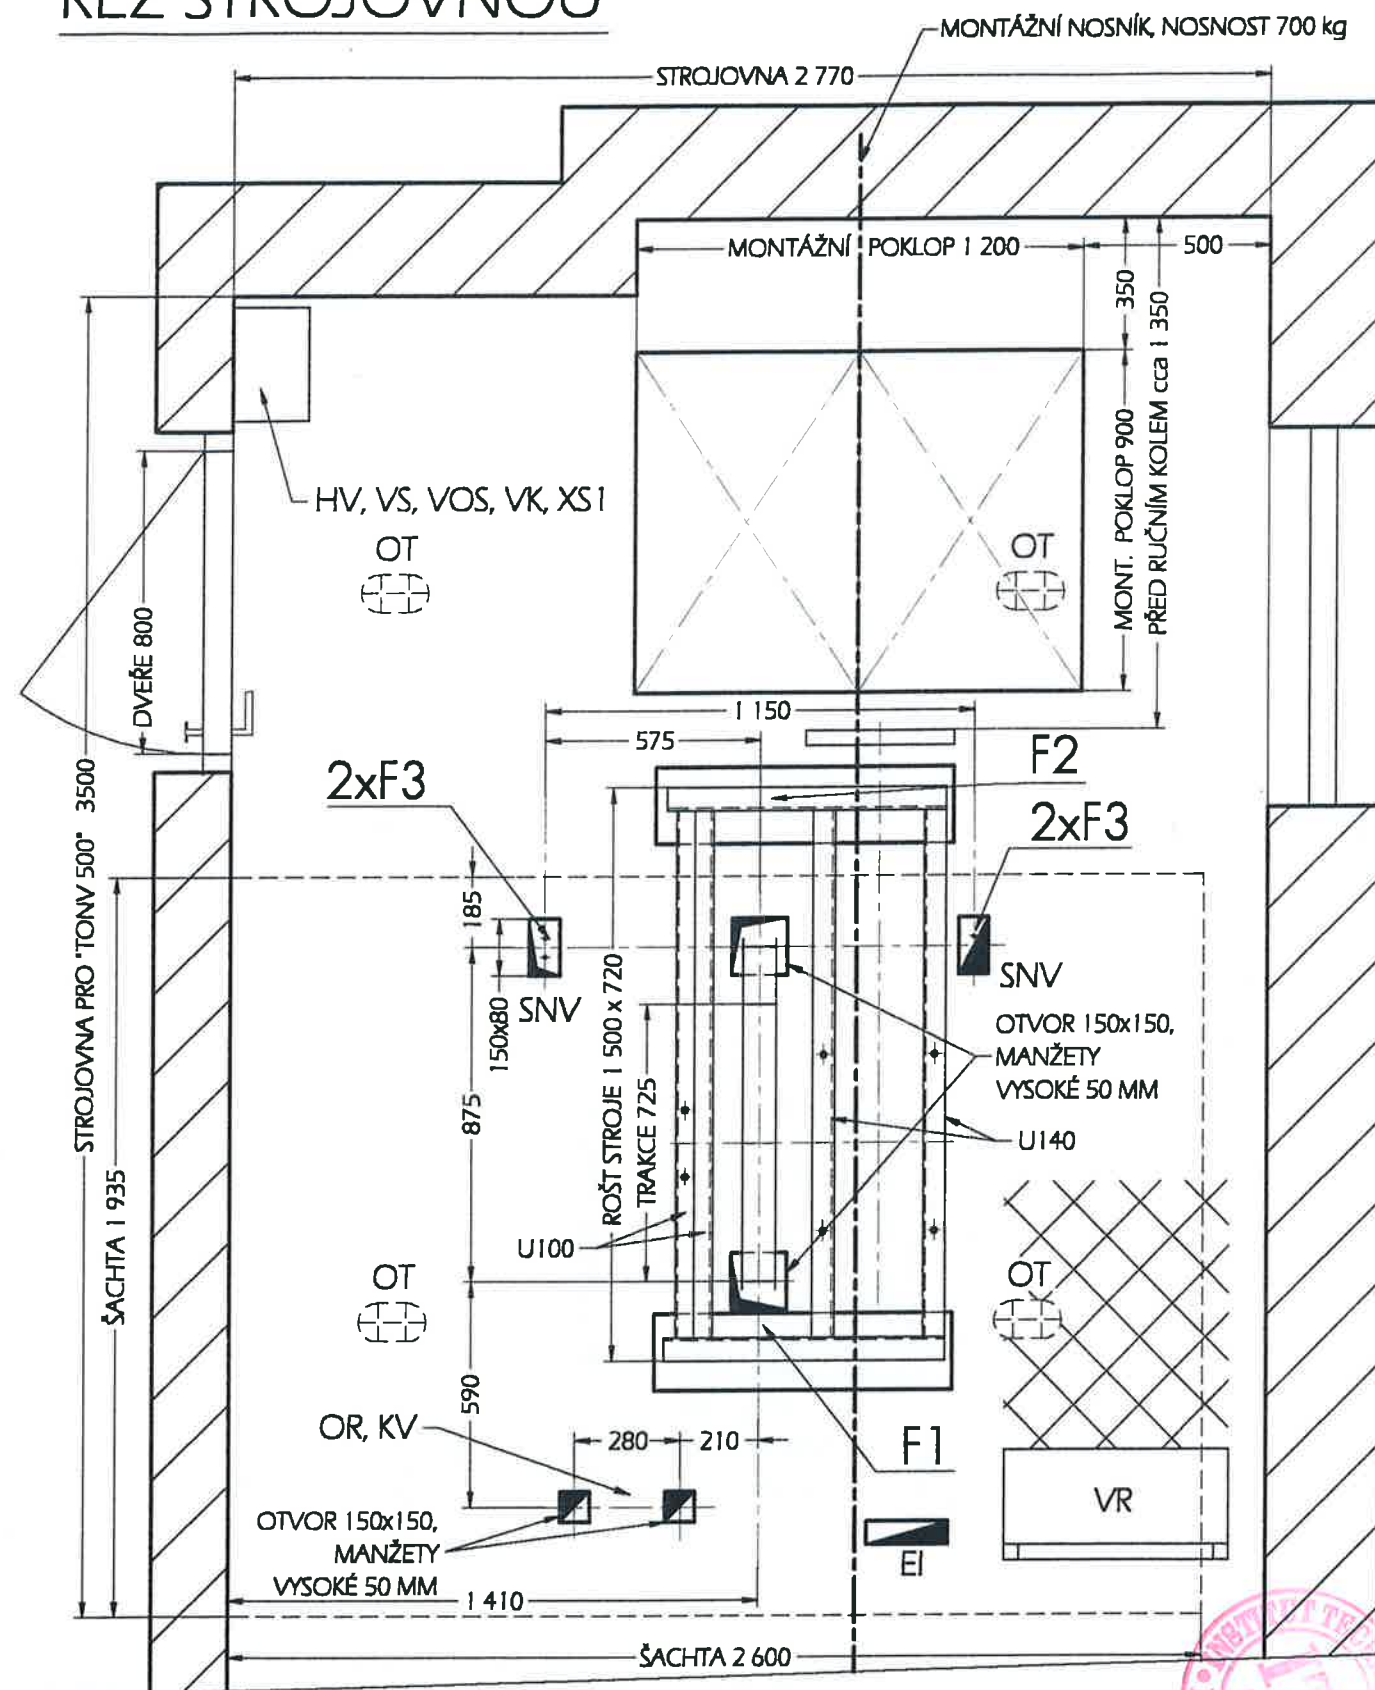 ŘEZ STROJOVNOU
MONTÁŽNÍ NOSNÍK, NOSNOST 700 kg
STROJOVNA 2 770
MONTÁŽNÍ POKLOP 1 200
500
350
PŘED RUČNÍM KOLEM cca 1 350
MONT. POKLOP 900
HV, VS, VOS, VK, XS1
OT
OT
DVEŘE 800
STROJOVNA PRO "TONV 500" 3500
1 150
575
F2
2xF3
2xF3
185
150x80
SNV
SNV
OTVOR 150x150,
MANŽETY
VYSOKÉ 50 MM
ROŠT STROJE 1 500 x 720
TRAKCE 725
875
U140
ŠACHTA 1 935
U100
OT
OT
590
OR, KV
280
210
F1
VR
OTVOR 150x150,
MANŽETY
VYSOKÉ 50 MM
EI
1 410
ŠACHTA 2 600
INSTITUT